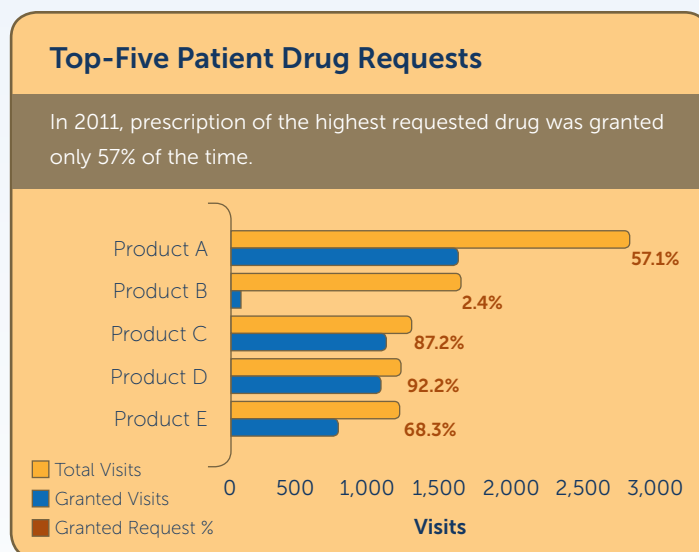 Top-Five Patient Drug Requests
In 2011, prescription of the highest requested drug was granted
only 57% of the time.
Product A
57.1%
Product B
2.4%
Product C
87.2%
Product D
92.2%
Product E
68.3%
Total Visits
Granted Visits
Granted Request %
0 500 1,000 1,500 2,000 2,500 3,000
Visits